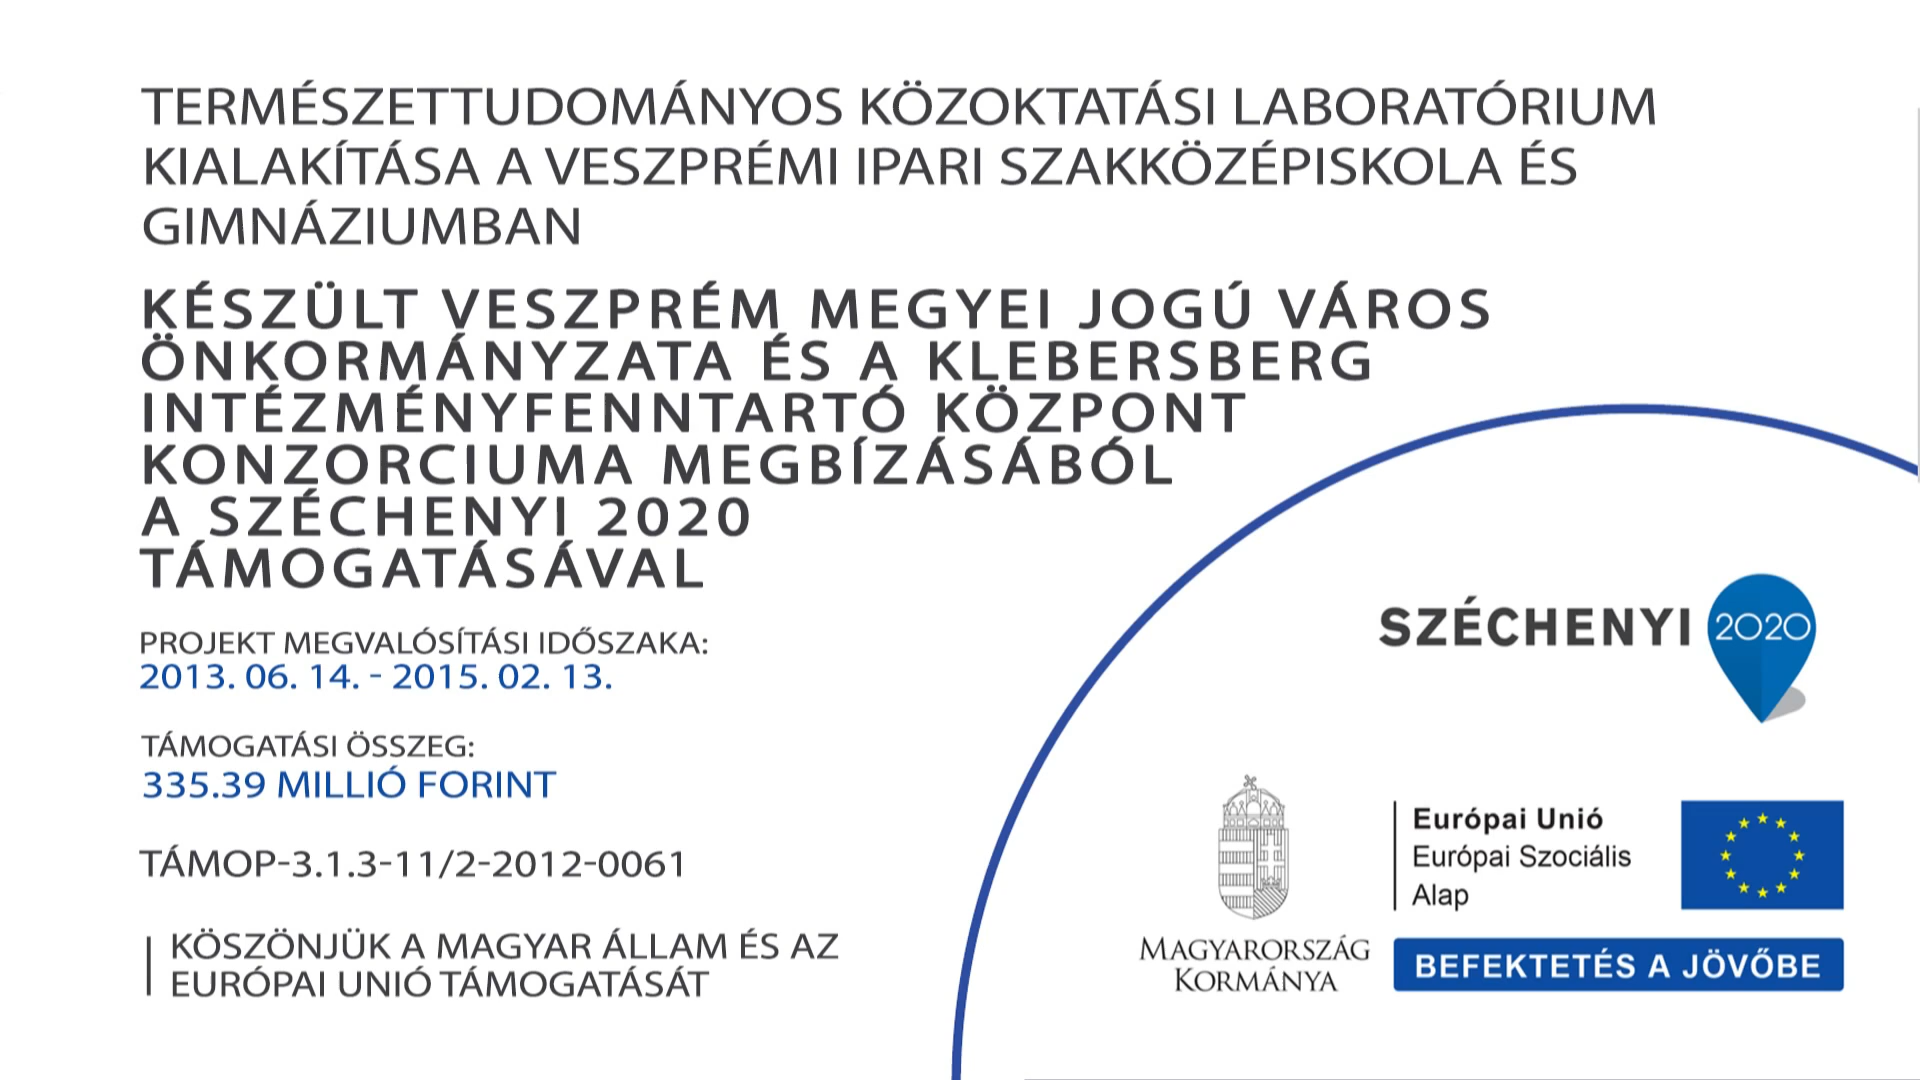 TERMÉSZETTUDOMÁNYOS KÖZOKTATÁSI LABORATÓRIUM
KIALAKÍTÁSA A VESZPRÉMI IPARI SZAKKÖZÉPISKOLA ÉS
GIMNÁZIUMBAN
KÉSZÜLT VESZPRÉM MEGYEI JOGÚ VÁROS
ÖNKORMÁNYZATA ÉS A KLEBERSBERG
INTÉZMÉNYFENNTARTÓ KÖZPONT
KONZORCIUMA MEGBÍZÁSÁBÓL
A SZÉCHENYI 2020
TÁMOGATÁSÁVAL
PROJEKT MEGVALÓSÍTÁSI IDŐSZAKA:
2013. 06. 14. - 2015. 02. 13.
TÁMOGATÁSI ÖSSZEG:
335.39 MILLIÓ FORINT
TÁMOP-3.1.3-11/2-2012-0061
KÖSZÖNJÜK A MAGYAR ÁLLAM ÉS AZ
EURÓPAI UNIÓ TÁMOGATÁSÁT
SZÉCHENYI 2020
MAGYARORSZÁG
KORMÁNYA
Európai Unió
Európai Szociális
Alap
BEFEKTETÉS A JÖVŐBE